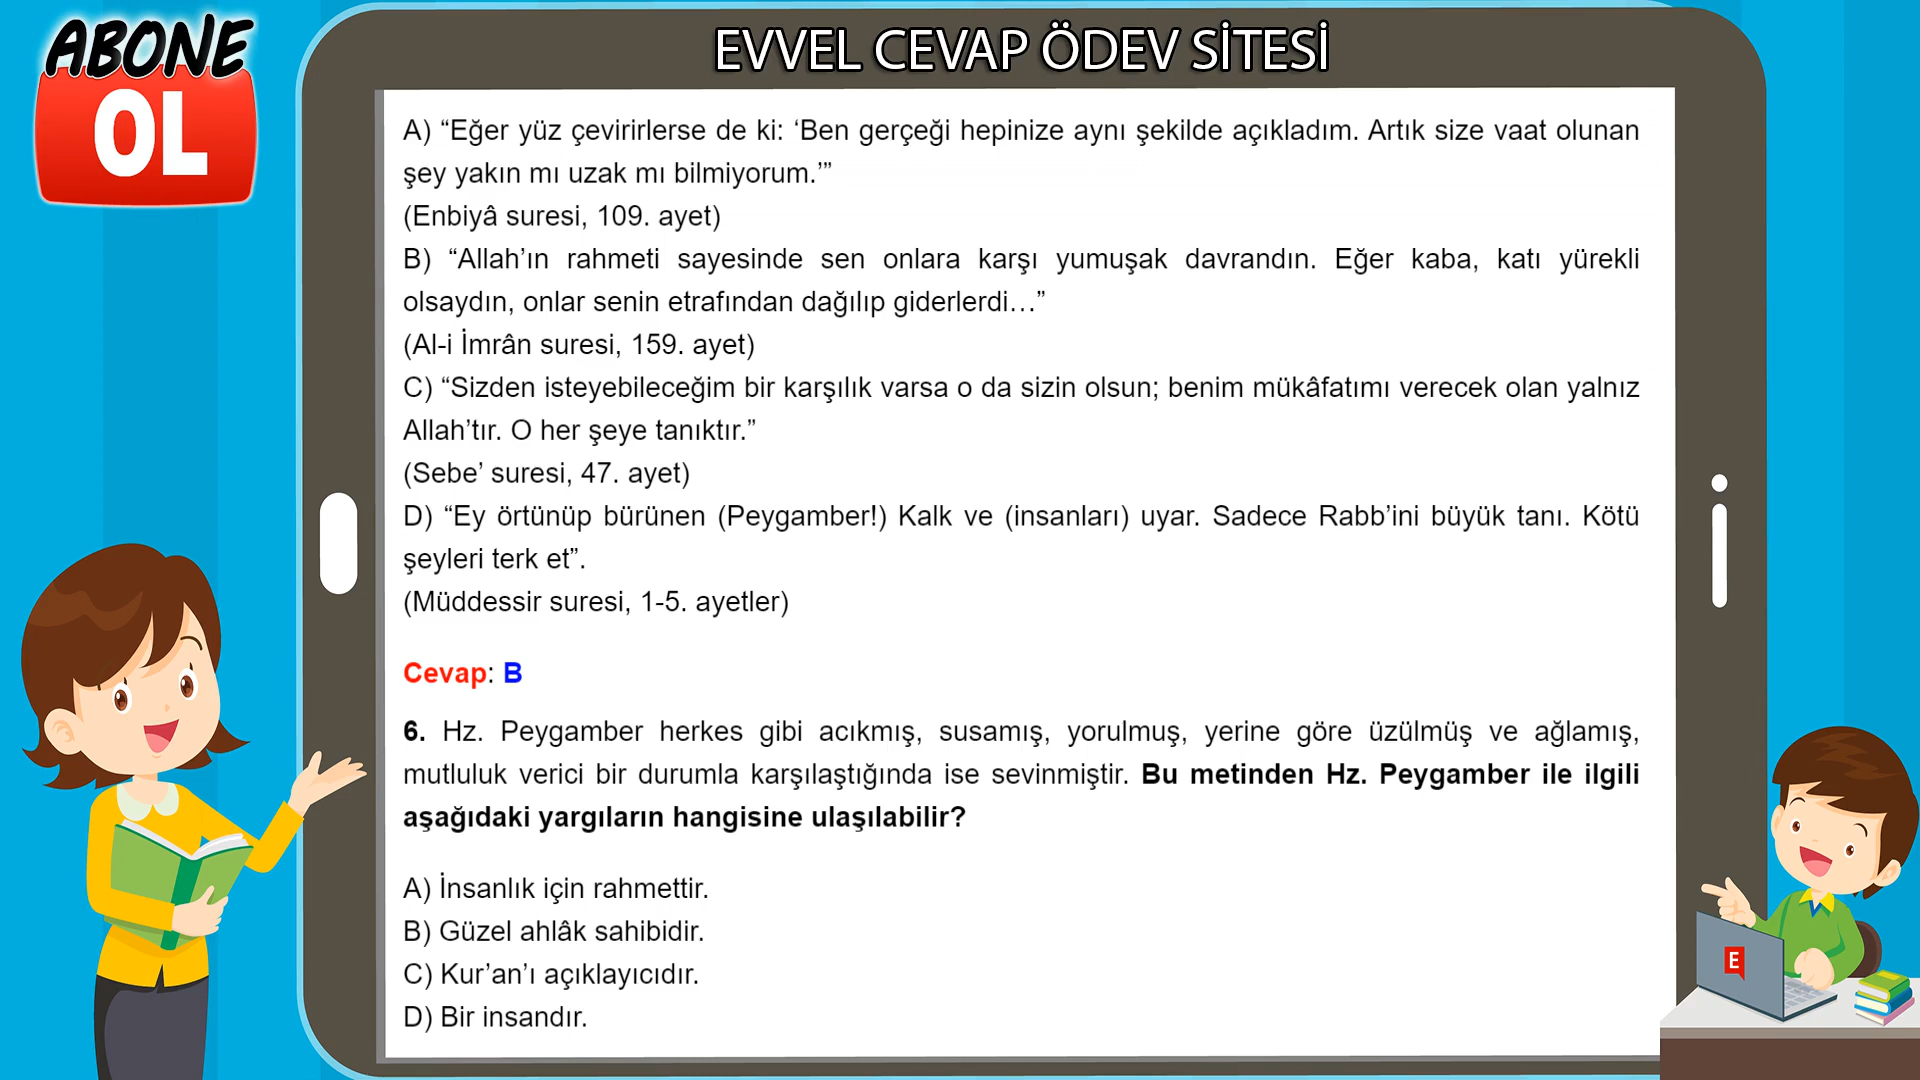 ABONE
OL
EVVEL CEVAP ÖDEV SİTESİ
A) “Eğer yüz çevirirlerse de ki: ‘Ben gerçeği hepinize aynı şekilde açıkladım. Artık size vaat olunan
şey yakın mı uzak mı bilmiyorum.’”
(Enbiyâ suresi, 109. ayet)
B) “Allah’ın rahmeti sayesinde sen onlara karşı yumuşak davrandın. Eğer kaba, katı yürekli
olsaydın, onlar senin etrafından dağılıp giderlerdi…”
(Al-i İmrân suresi, 159. ayet)
C) “Sizden isteyebileceğim bir karşılık varsa o da sizin olsun; benim mükâfatımı verecek olan yalnız
Allah’tır. O her şeye tanıktır.”
(Sebe’ suresi, 47. ayet)
D) “Ey örtünüp bürünen (Peygamber!) Kalk ve (insanları) uyar. Sadece Rabb’ini büyük tanı. Kötü
şeyleri terk et”.
(Müddessir suresi, 1-5. ayetler)
Cevap: B
6. Hz. Peygamber herkes gibi acıkmış, susamış, yorulmuş, yerine göre üzülmüş ve ağlamış,
mutluluk verici bir durumla karşılaştığında ise sevinmiştir. Bu metinden Hz. Peygamber ile ilgili
aşağıdaki yargıların hangisine ulaşılabilir?
A) İnsanlık için rahmettir.
B) Güzel ahlâk sahibidir.
C) Kur’an’ı açıklayıcıdır.
D) Bir insandır.
E